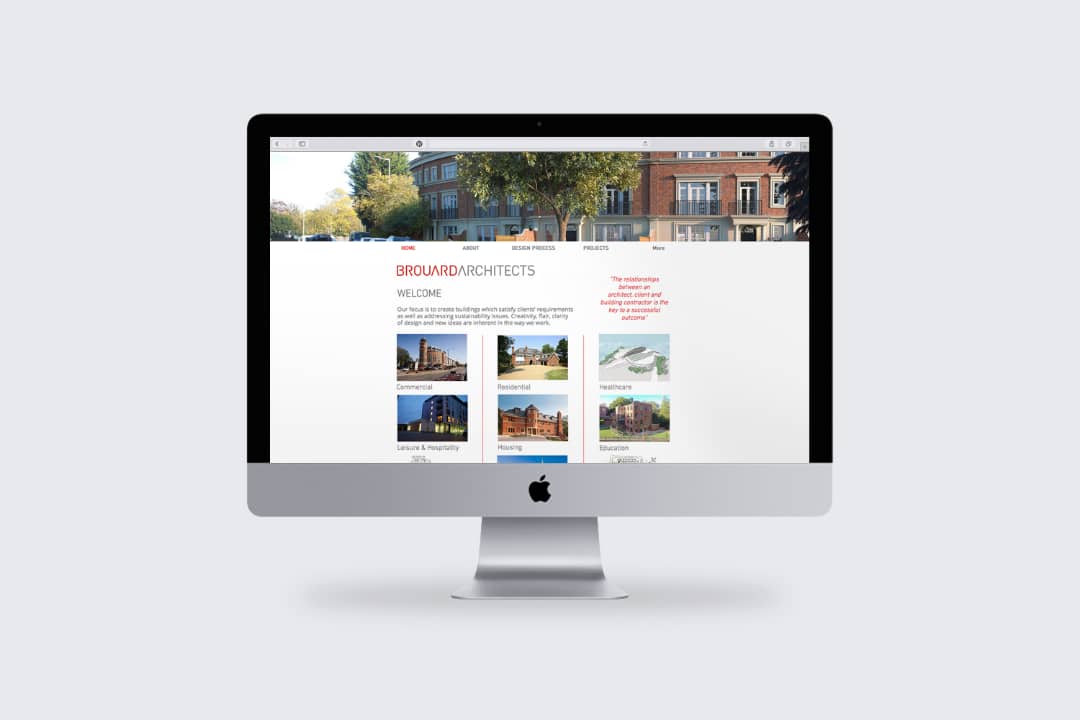 HOME ABOUT DESIGN PROCESS PROJECTS More
BROUARDARCHITECTS
WELCOME
Our focus is to create buildings which satisfy clients' requirements
as well as addressing sustainability issues. Creativity, flair, clarity
of design and new ideas are inherent in the way we work.
"The relationships
between an
architect, client and
building contractor is the
key to a successful
outcome"
Commercial Residential Healthcare
Leisure & Hospitality Housing Education